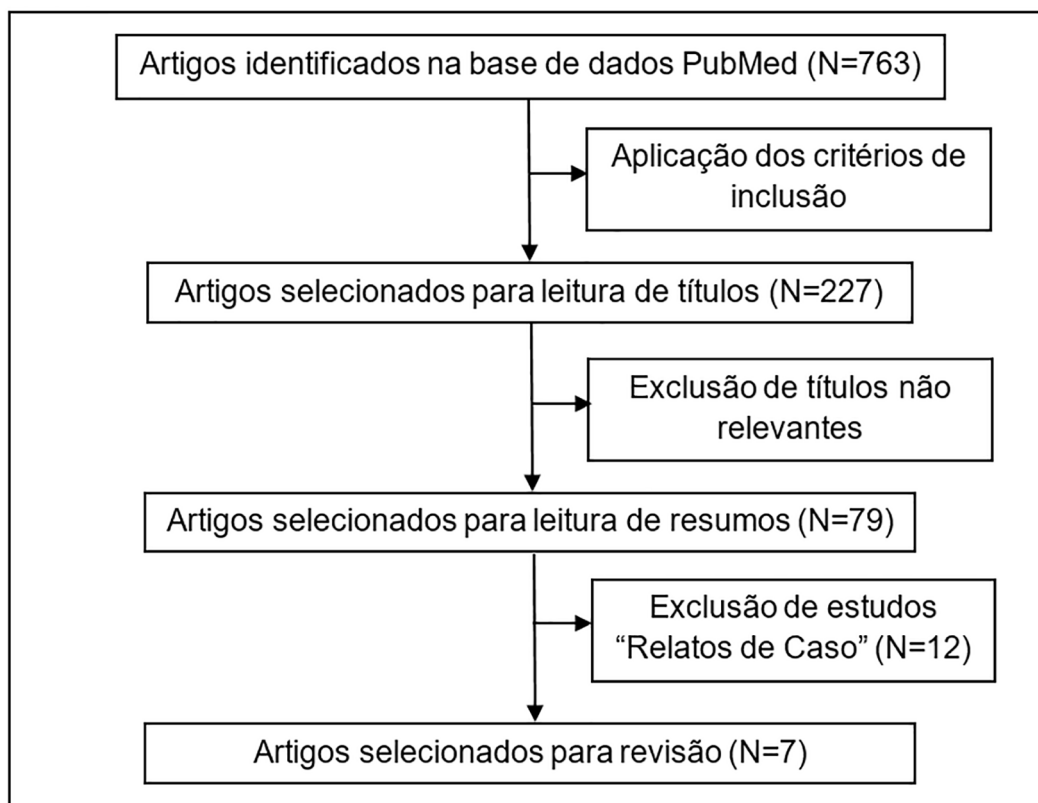 Artigos identificados na base de dados PubMed (N=763)
Aplicação dos critérios de
inclusão
Artigos selecionados para leitura de títulos (N=227)
Exclusão de títulos não
relevantes
Artigos selecionados para leitura de resumos (N=79)
Exclusão de estudos
“Relatos de Caso” (N=12)
Artigos selecionados para revisão (N=7)